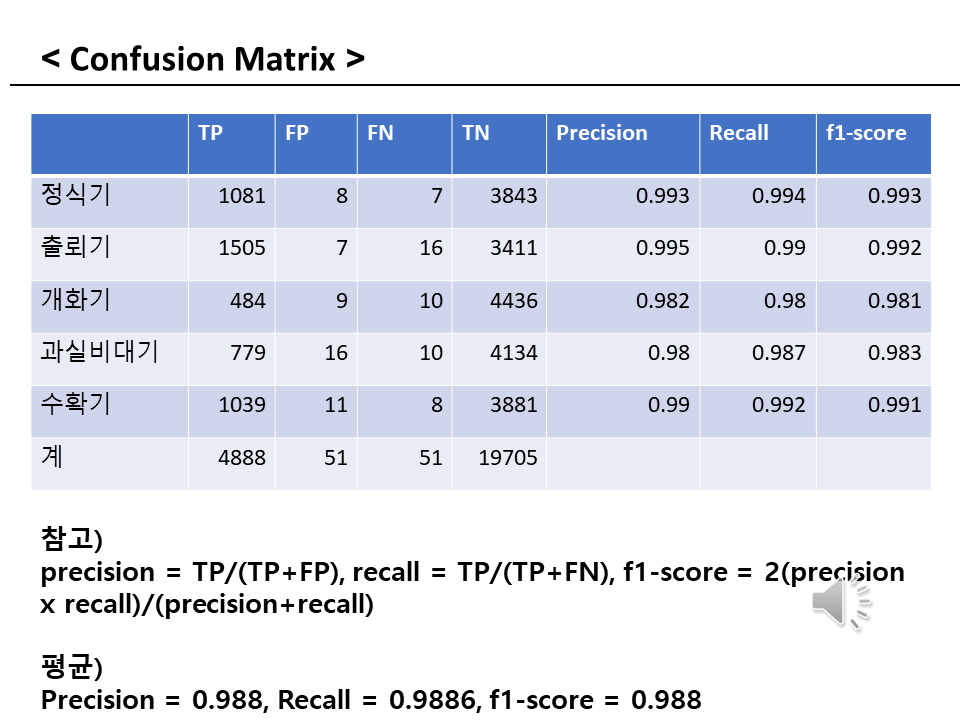 < Confusion Matrix >
TP FP FN TN Precision Recall f1-score
정식기 1081 8 7 3843 0.993 0.994 0.993
출뢰기 1505 7 16 3411 0.995 0.99 0.992
개화기 484 9 10 4436 0.982 0.98 0.981
과실비대기 779 16 10 4134 0.98 0.987 0.983
수확기 1039 11 8 3881 0.99 0.992 0.991
계 4888 51 51 19705
참고)
precision = TP/(TP+FP), recall = TP/(TP+FN), f1-score = 2(precision
x recall)/(precision+recall)
평균)
Precision = 0.988, Recall = 0.9886, f1-score = 0.988